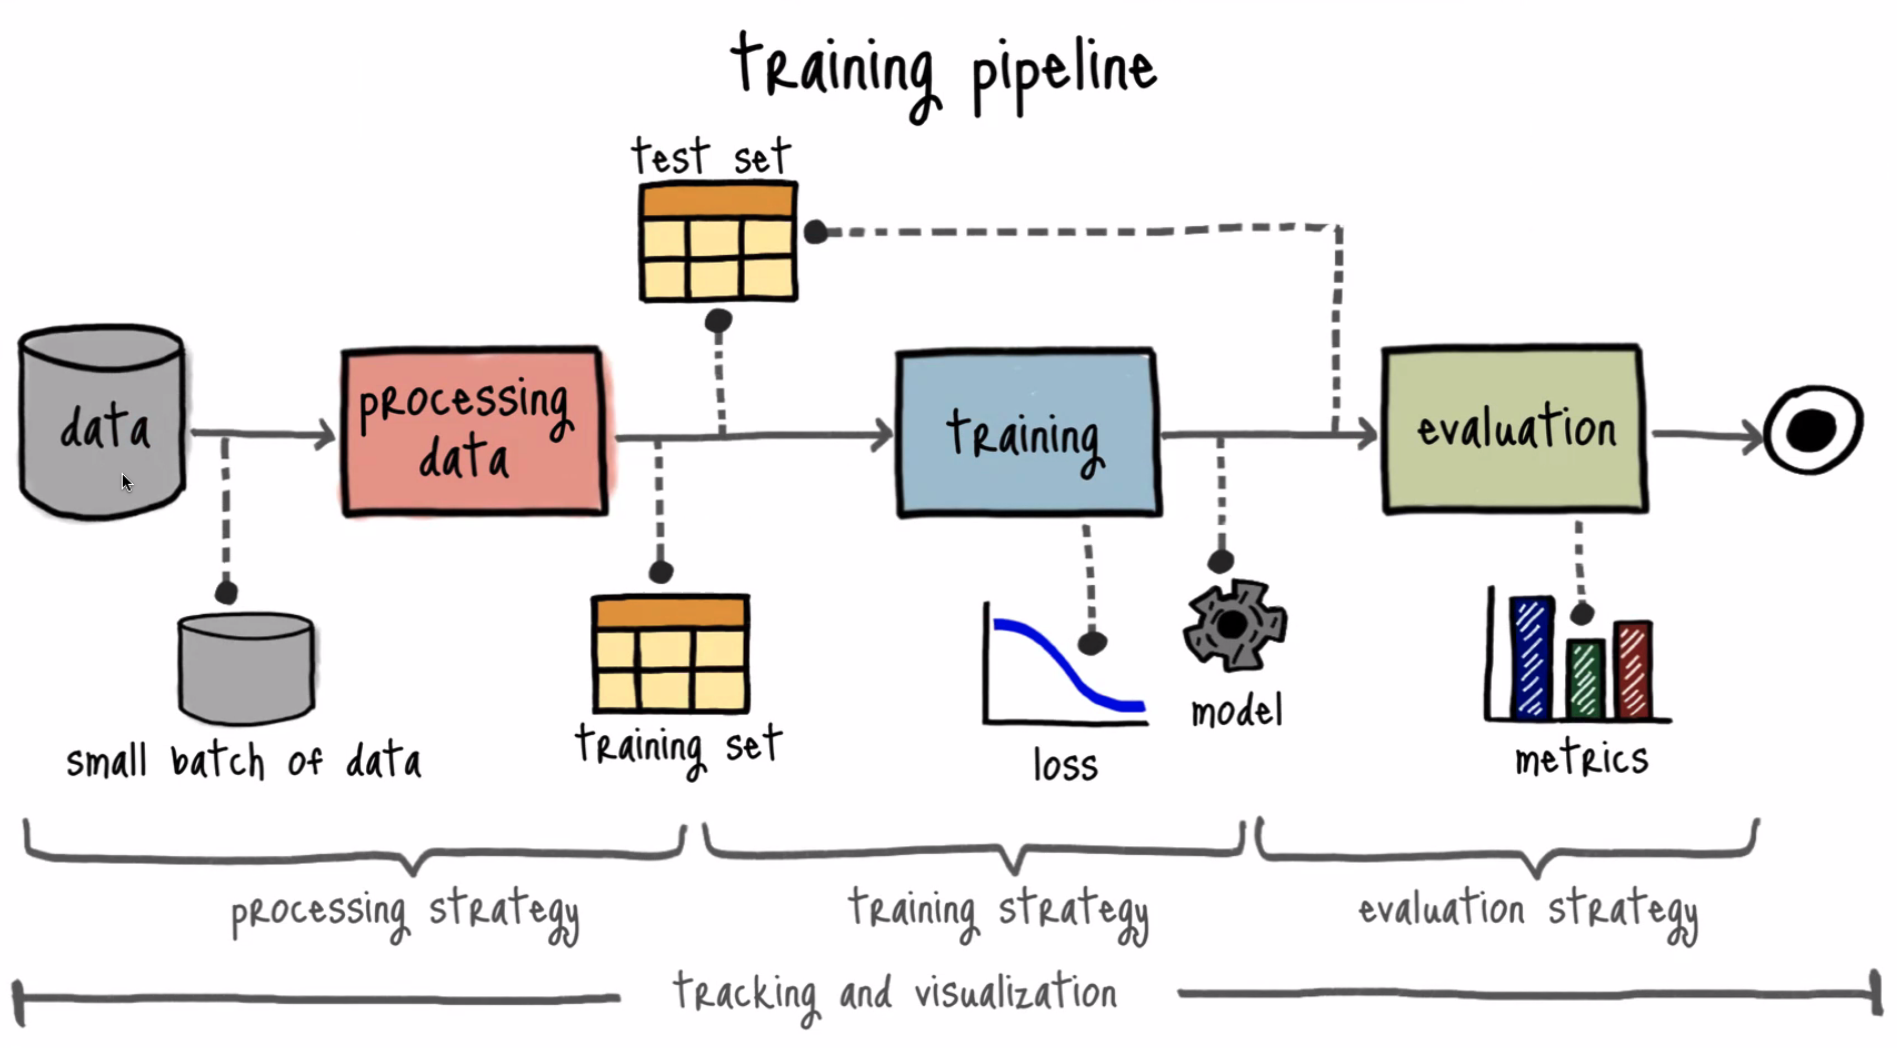 training pipeline
test set
data
processing
data
training
evaluation
small batch of data
training set
loss
model
metrics
processing strategy
training strategy
evaluation strategy
tracking and visualization